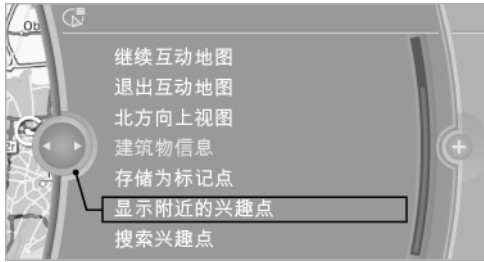 Ob
继续互动地图
退出互动地图
北方向上视图
建筑物信息
存储为标记点
显示附近的兴趣点
搜索兴趣点